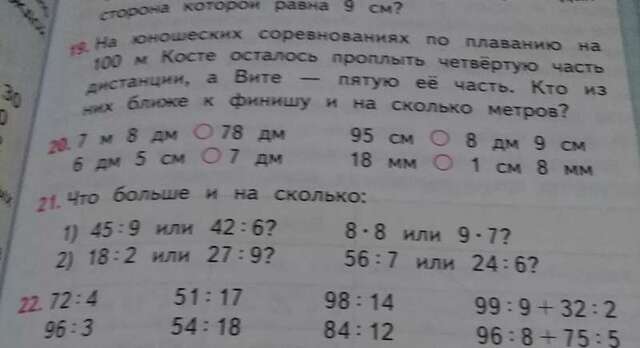 сторона которой равна 9 см?
19. На юношеских соревнованиях по плаванию на
100 м Косте осталось проплыть четвёртую часть
дистанции, а Вите — пятую её часть. Кто из
них ближе к финишу и на сколько метров?
20. 7 м 8 дм ○ 78 дм 95 см ○ 8 дм 9 см
6 дм 5 см ○ 7 дм 18 мм ○ 1 см 8 мм
21. Что больше и на сколько:
1) 45 : 9 или 42 : 6? 8 · 8 или 9 · 7?
2) 18 : 2 или 27 : 9? 56 : 7 или 24 : 6?
22. 72 : 4 51 : 17 98 : 14 99 : 9 + 32 : 2
96 : 3 54 : 18 84 : 12 96 : 8 + 75 : 5